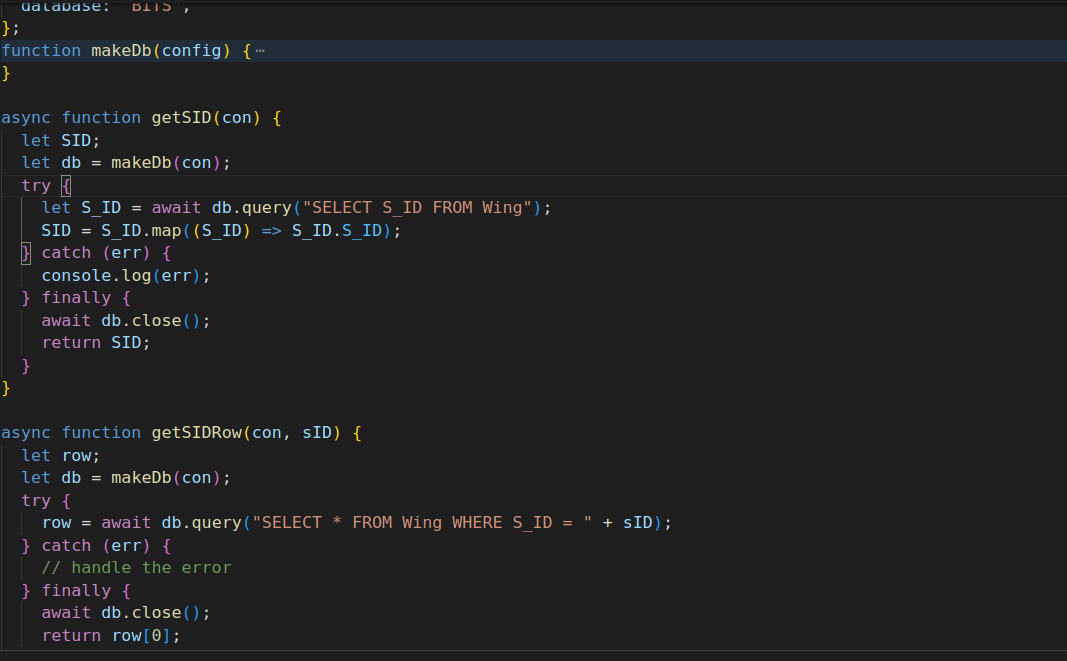 database: "BITS",
};
function makeDb(config) {⋯
}
async function getSID(con) {
  let SID;
  let db = makeDb(con);
  try {
    let S_ID = await db.query("SELECT S_ID FROM Wing");
    SID = S_ID.map((S_ID) => S_ID.S_ID);
  } catch (err) {
    console.log(err);
  } finally {
    await db.close();
    return SID;
  }
}
async function getSIDRow(con, sID) {
  let row;
  let db = makeDb(con);
  try {
    row = await db.query("SELECT * FROM Wing WHERE S_ID = " + sID);
  } catch (err) {
    // handle the error
  } finally {
    await db.close();
    return row[0];